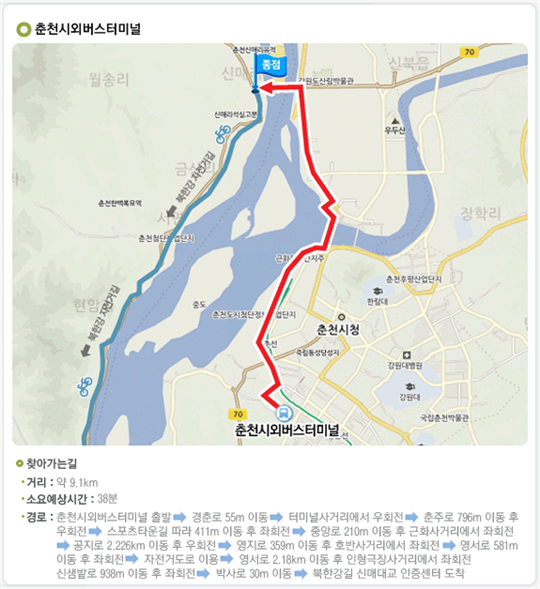 춘천시외버스터미널
춘천신매리유적
종점
신매
강원도산림박물관
신북읍
70
월송리
신매리석실고분
우두산
금산리
북한강 자전거길
춘천한백록묘역
서면
장학리
춘천첨단산업단지
춘천후평산업단지
한림대
현암리
북한강 자전거길
중도
춘천도시첨단정보산업단지
춘천시청
죽림동성당성지
강원대병원
강원대
70
국립춘천박물관
춘천시외버스터미널
찾아가는길
거리 : 약 9.1km
소요예상시간 : 38분
경로 : 춘천시외버스터미널 출발 경춘로 55m 이동 터미널사거리에서 우회전 춘주로 796m 이동 후
우회전 스포츠타운길 따라 411m 이동 후 좌회전 중앙로 210m 이동 후 근화사거리에서 좌회전
공지로 2,226km 이동 후 우회전 영지로 359m 이동 후 호반사거리에서 좌회전 영서로 581m
이동 후 좌회전 자전거도로 이용 영서로 2.18km 이동 후 인형극장사거리에서 좌회전
신샘밭로 938m 이동 후 좌회전 박사로 30m 이동 북한강길 신매대교 인증센터 도착